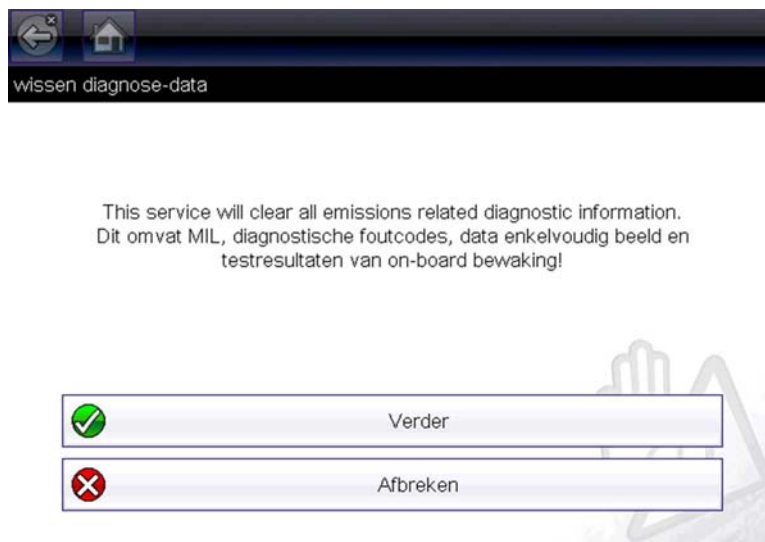 wissen diagnose-data
This service will clear all emissions related diagnostic information.
Dit omvat MIL, diagnostische foutcodes, data enkelvoudig beeld en
testresultaten van on-board bewaking!
Verder
Afbreken